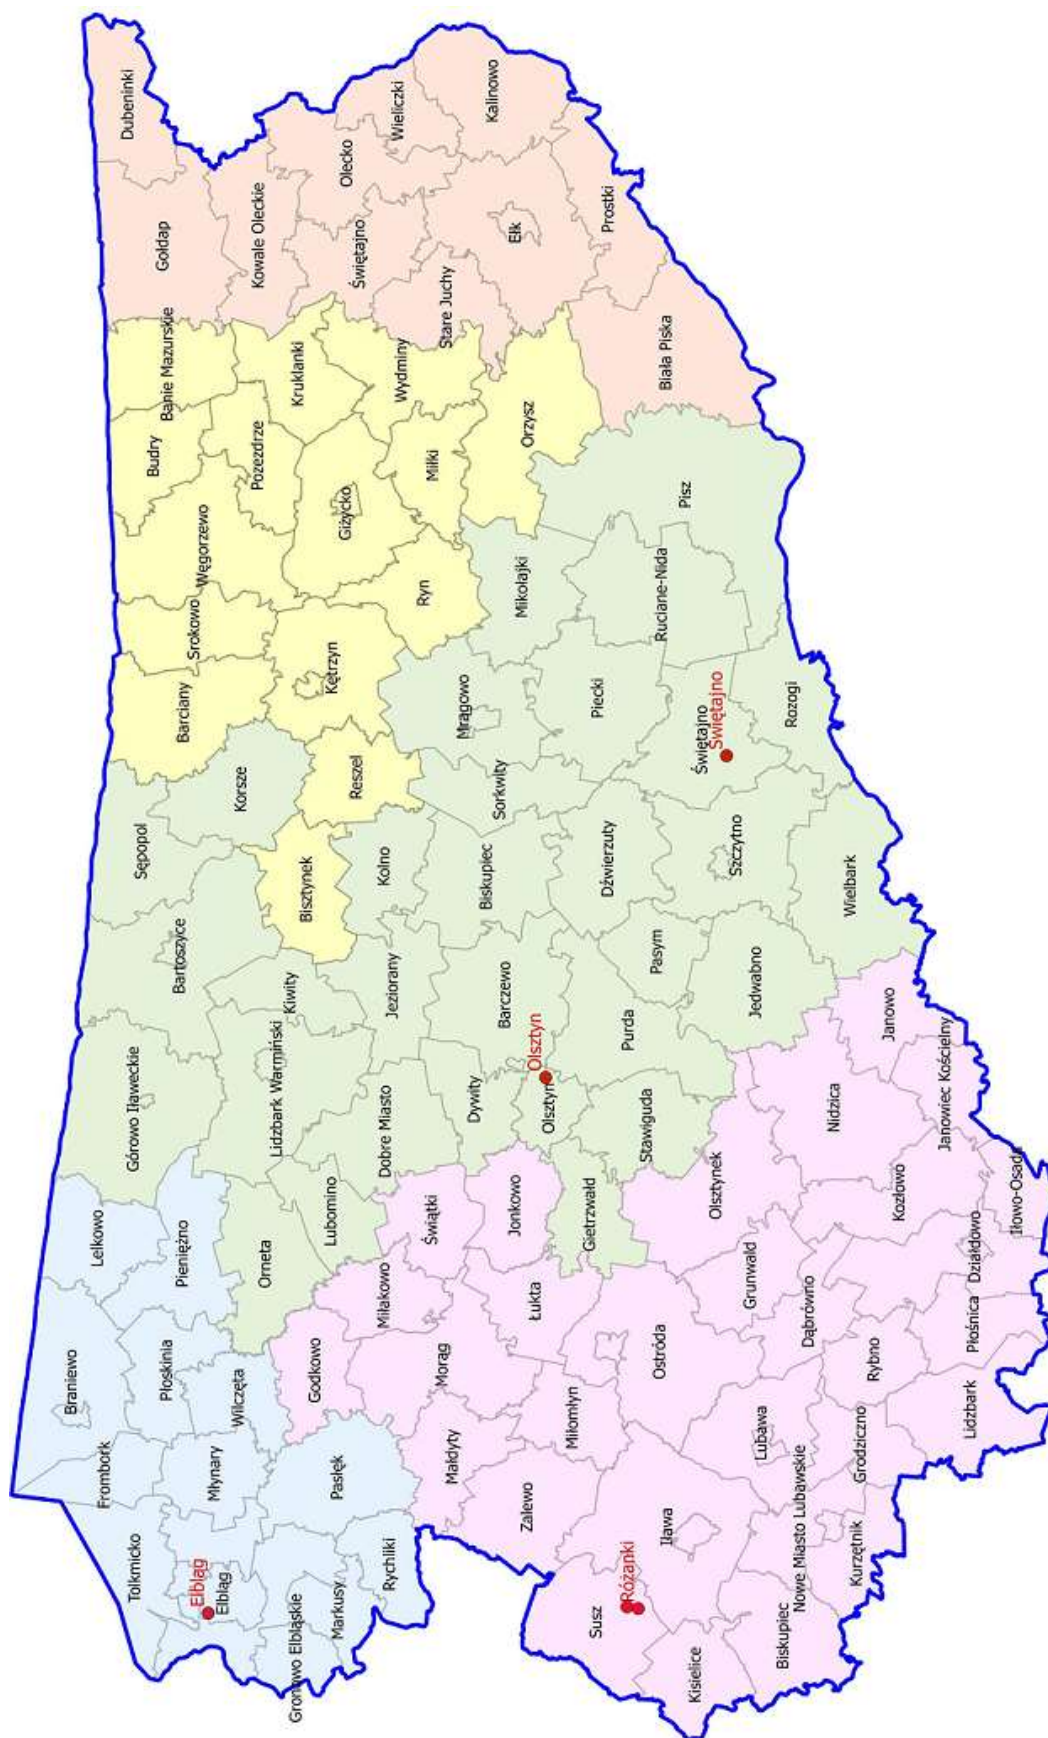 Dubeninki
Gołdap
Kowale Oleckie
Olecko
Wieliczki
Kalinowo
Świętajno
Ełk
Prostki
Stare Juchy
Biała Piska
Banie Mazurskie
Budry
Pozezdrze
Kruklanki
Wydminy
Węgorzewo
Giżycko
Miłki
Orzysz
Srokowo
Ryn
Kętrzyn
Barciany
Reszel
Bisztynek
Pisz
Mikołajki
Ruciane-Nida
Mrągowo
Piecki
Świętajno
Świętajno
Rozogi
Korsze
Sępopol
Sorkwity
Kolno
Biskupiec
Dźwierzuty
Szczytno
Wielbark
Bartoszyce
Kiwity
Jeziorany
Barczewo
Pasym
Jedwabno
Purda
Górowo Iławeckie
Lidzbark Warmiński
Dobre Miasto
Dywity
Olsztyn
Olsztyn
Stawiguda
Gietrzwałd
Lubomino
Orneta
Świątki
Jonkowo
Olsztynek
Nidzica
Janowo
Janowiec Kościelny
Kozłowo
Iłowo-Osada
Działdowo
Płośnica
Lidzbark
Rybno
Dąbrówno
Grunwald
Ostróda
Łukta
Miłakowo
Morąg
Godkowo
Małdyty
Miłomłyn
Zalewo
Iława
Lubawa
Grodziczno
Nowe Miasto Lubawskie
Kurzętnik
Biskupiec
Kisielice
Susz
Różanki
Lelkowo
Pieniężno
Braniewo
Płoskinia
Wilczęta
Frombork
Młynary
Pasłęk
Tolkmicko
Elbląg
Elbląg
Gronowo Elbląskie
Markusy
Rychliki